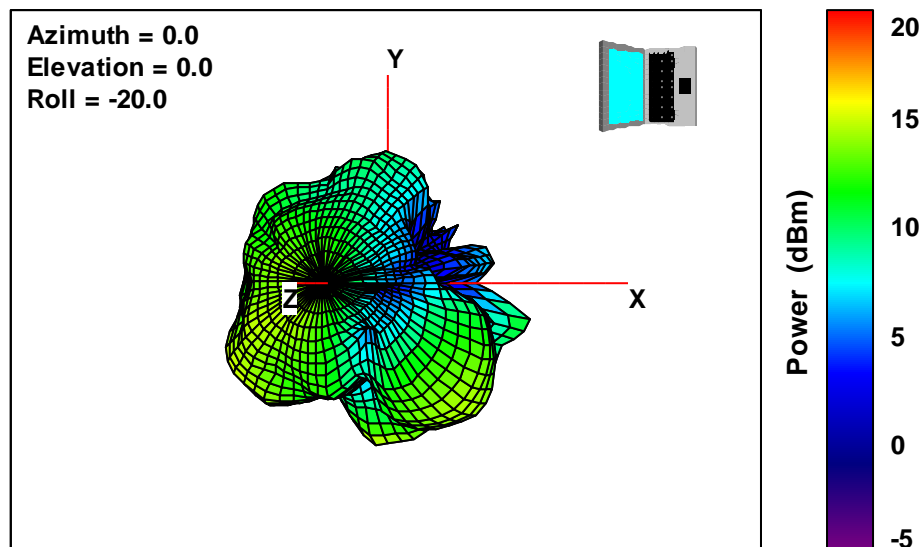 Azimuth = 0.0
Elevation = 0.0
Roll = -20.0
Y
X
Z
Power (dBm)
20
15
10
5
0
-5